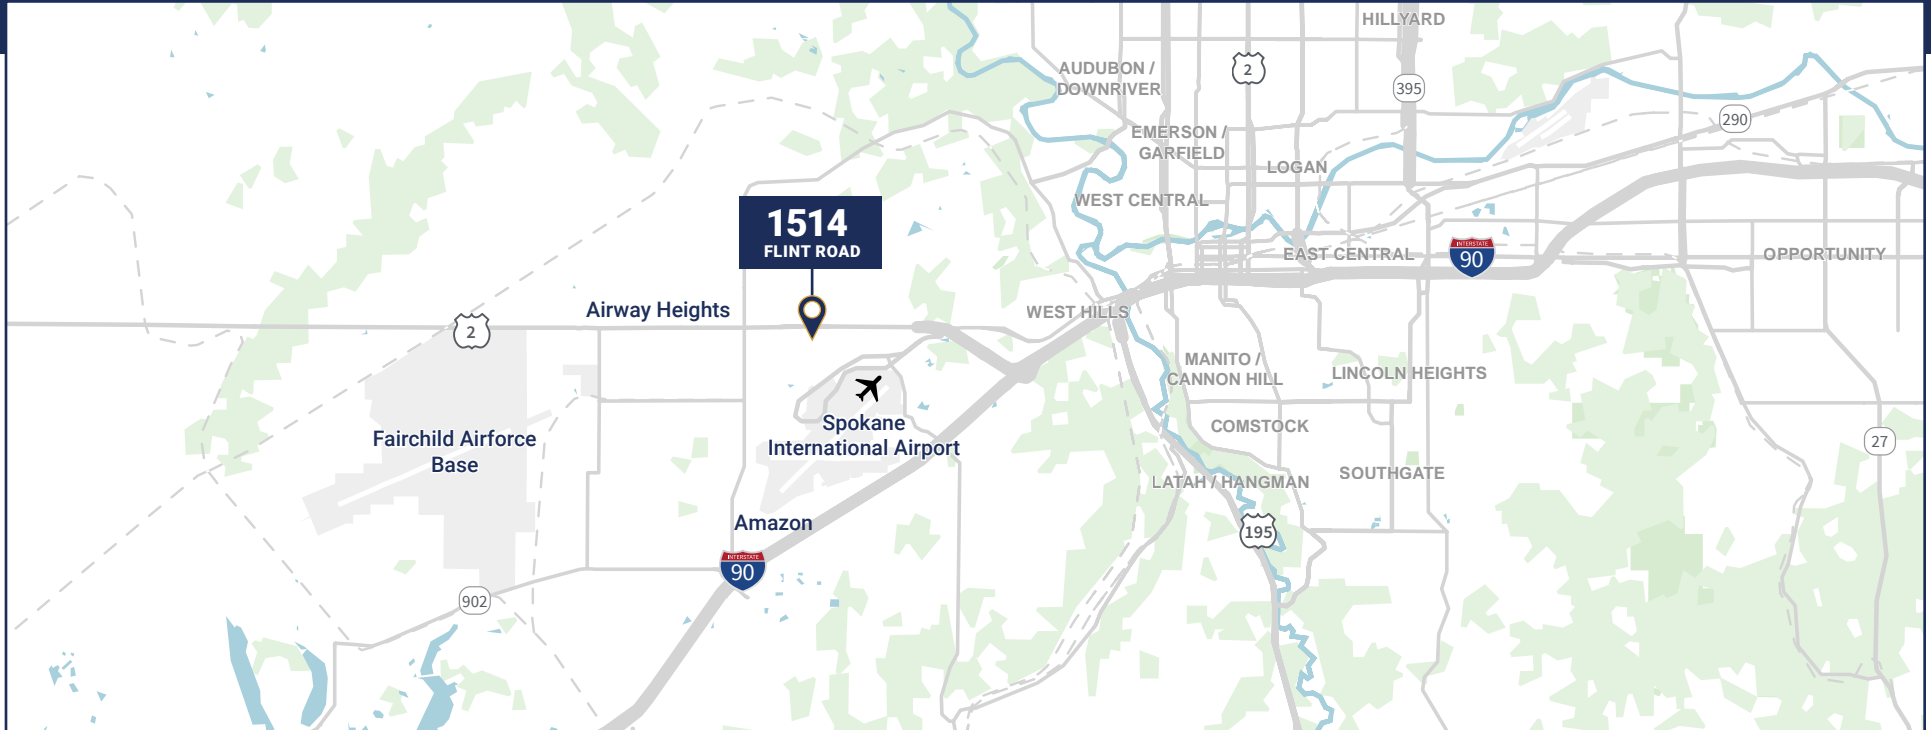 HILLYARD
2
AUDUBON /
DOWNRIVER
395
290
EMERSON /
GARFIELD
LOGAN
WEST CENTRAL
1514
FLINT ROAD
EAST CENTRAL
INTERSTATE
90
OPPORTUNITY
Airway Heights
WEST HILLS
2
MANITO /
CANNON HILL
LINCOLN HEIGHTS
Spokane
International Airport
COMSTOCK
Fairchild Airforce
Base
27
SOUTHGATE
LATAH / HANGMAN
Amazon
195
INTERSTATE
90
902